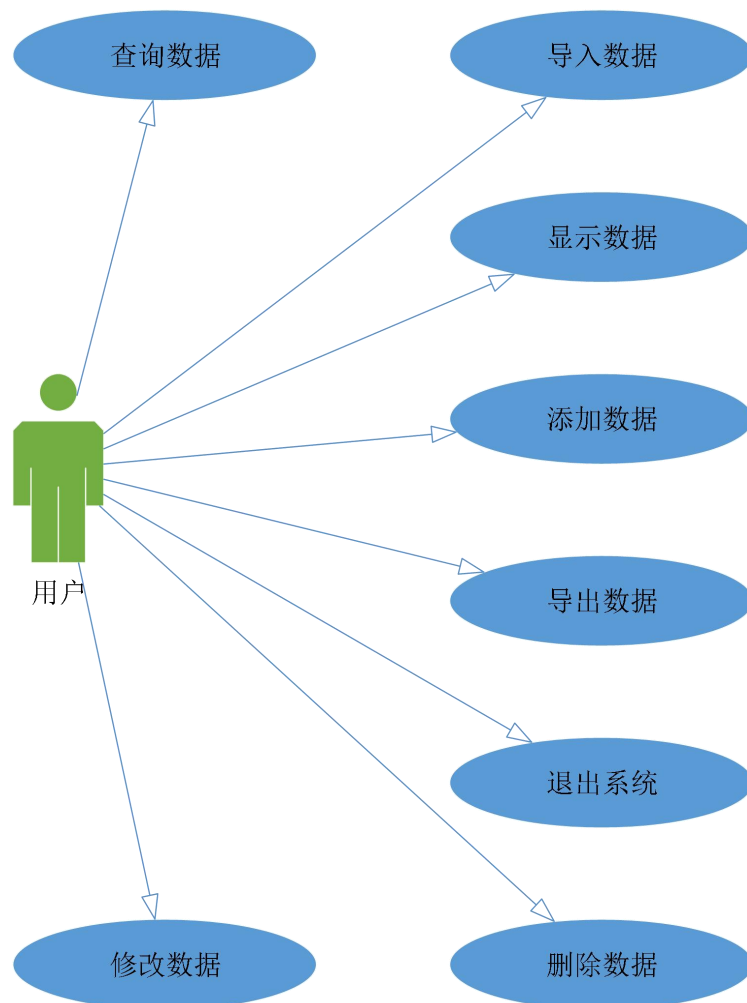 查询数据
导入数据
显示数据
添加数据
用户
导出数据
退出系统
修改数据
删除数据